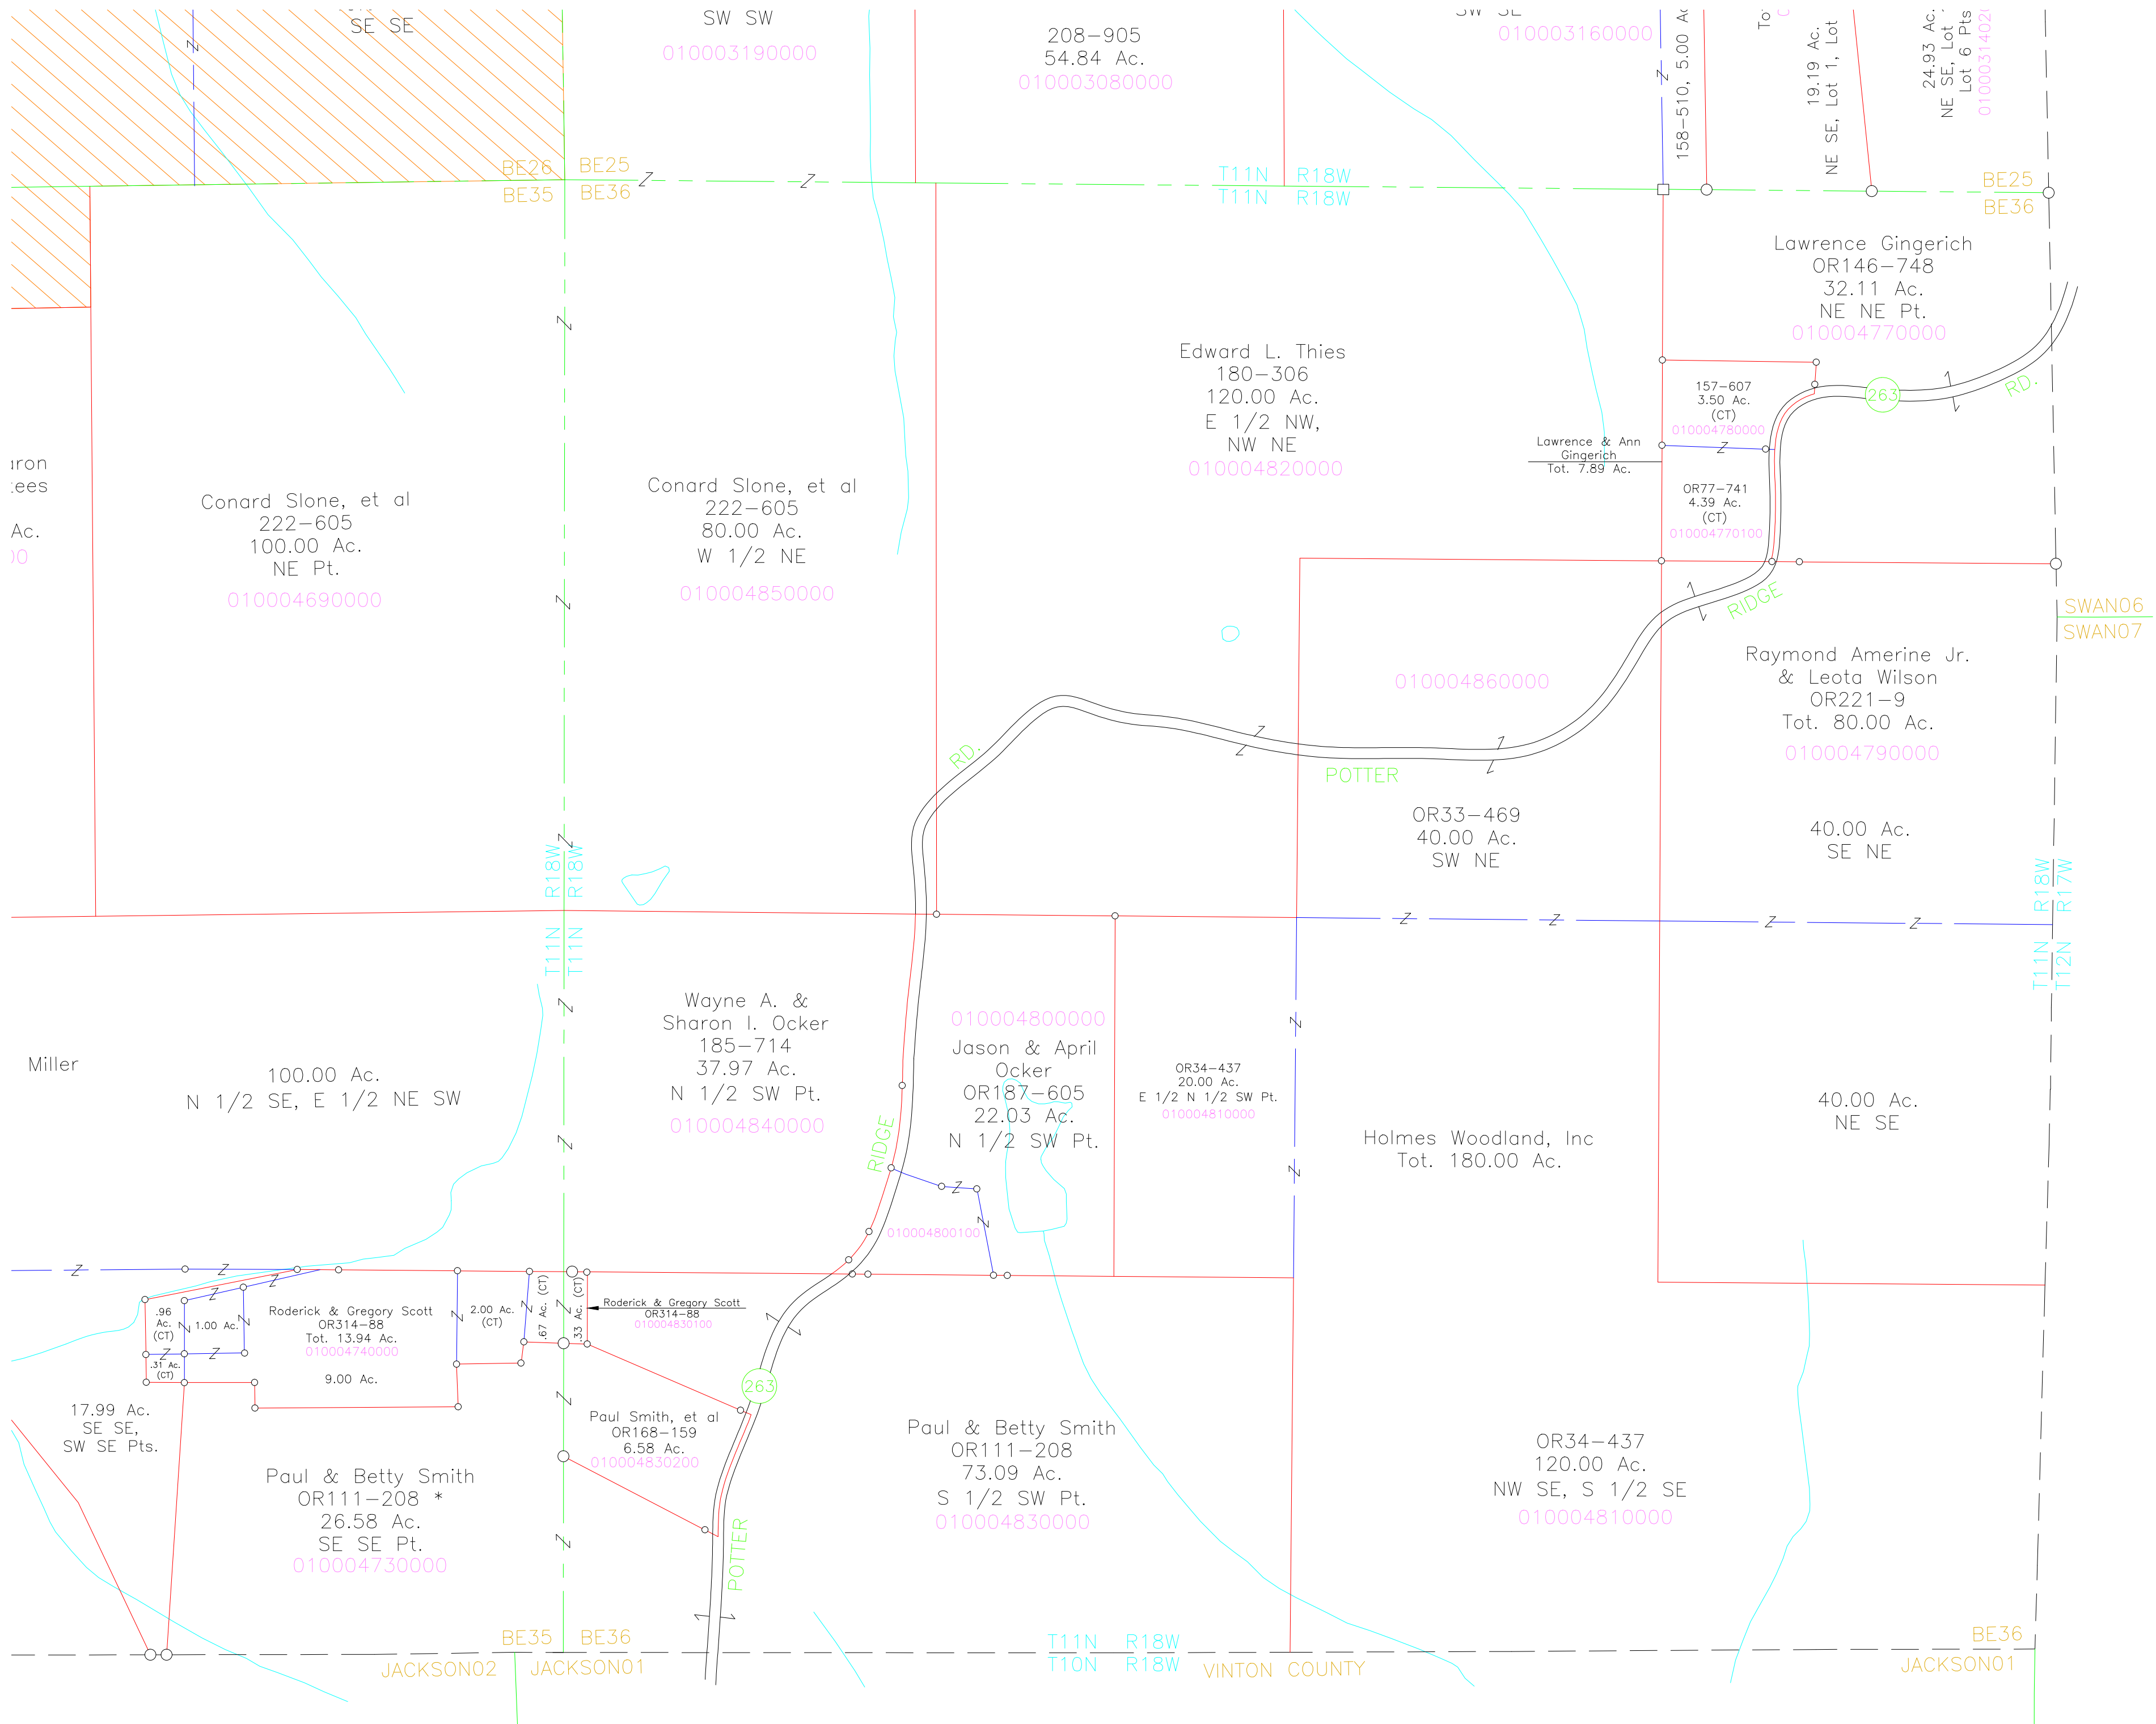 SE SE
SW SW
010003190000
208-905
54.84 Ac.
010003080000
010003160000
158-510, 5.00 Ac
19.19 Ac.
NE SE, Lot 1, Lot
24.93 Ac.
NE SE, Lot
Lot 6 Pts
BE26
BE25
BE35
BE36
T11N R18W
T11N R18W
BE25
BE36
Lawrence Gingerich
OR146-748
32.11 Ac.
NE NE Pt.
010004770000
Edward L. Thies
180-306
120.00 Ac.
E 1/2 NW,
NW NE
010004820000
157-607
3.50 Ac.
(CT)
010004780000
263
RD.
Lawrence & Ann
Gingerich
Tot. 7.89 Ac.
OR77-741
4.39 Ac.
(CT)
010004770100
Ac.
Conard Slone, et al
222-605
100.00 Ac.
NE Pt.
010004690000
Conard Slone, et al
222-605
80.00 Ac.
W 1/2 NE
010004850000
RIDGE
SWAN06
SWAN07
010004860000
Raymond Amerine Jr.
& Leota Wilson
OR221-9
Tot. 80.00 Ac.
010004790000
RD.
POTTER
OR33-469
40.00 Ac.
SW NE
40.00 Ac.
SE NE
T11N R18W
T11N R18W
T11N R18W
T12N R17W
Miller
100.00 Ac.
N 1/2 SE, E 1/2 NE SW
Wayne A. &
Sharon I. Ocker
185-714
37.97 Ac.
N 1/2 SW Pt.
010004840000
RIDGE
010004800000
Jason & April
Ocker
OR187-605
22.03 Ac.
N 1/2 SW Pt.
OR34-437
20.00 Ac.
E 1/2 N 1/2 SW Pt.
010004810000
Holmes Woodland, Inc
Tot. 180.00 Ac.
40.00 Ac.
NE SE
010004800100
.96
Ac.
(CT)
1.00 Ac.
.31 Ac.
(CT)
Roderick & Gregory Scott
OR314-88
Tot. 13.94 Ac.
010004740000
9.00 Ac.
2.00 Ac.
(CT)
.67 Ac. (CT)
.33 Ac. (CT)
Roderick & Gregory Scott
OR314-88
010004830100
263
17.99 Ac.
SE SE,
SW SE Pts.
Paul & Betty Smith
OR111-208 *
26.58 Ac.
SE SE Pt.
010004730000
Paul Smith, et al
OR168-159
6.58 Ac.
010004830200
POTTER
Paul & Betty Smith
OR111-208
73.09 Ac.
S 1/2 SW Pt.
010004830000
OR34-437
120.00 Ac.
NW SE, S 1/2 SE
010004810000
BE35
BE36
JACKSON02
JACKSON01
T11N R18W
T10N R18W
VINTON COUNTY
BE36
JACKSON01